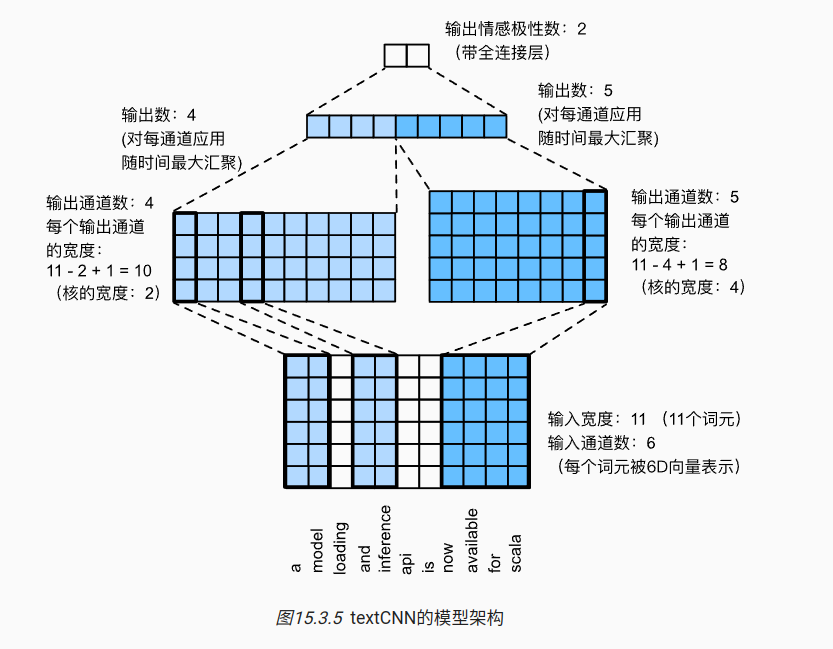 输出情感极性数：2
（带全连接层）
输出数：4
(对每通道应用
随时间最大汇聚)
输出数：5
(对每通道应用
随时间最大汇聚)
输出通道数：4
每个输出通道
的宽度：
11 - 2 + 1 = 10
（核的宽度：2）
输出通道数：5
每个输出通道
的宽度：
11 - 4 + 1 = 8
（核的宽度：4）
输入宽度：11 （11个词元）
输入通道数：6
（每个词元被6D向量表示）
a
model
loading
and
inference
api
is
now
available
for
scala
图15.3.5 textCNN的模型架构